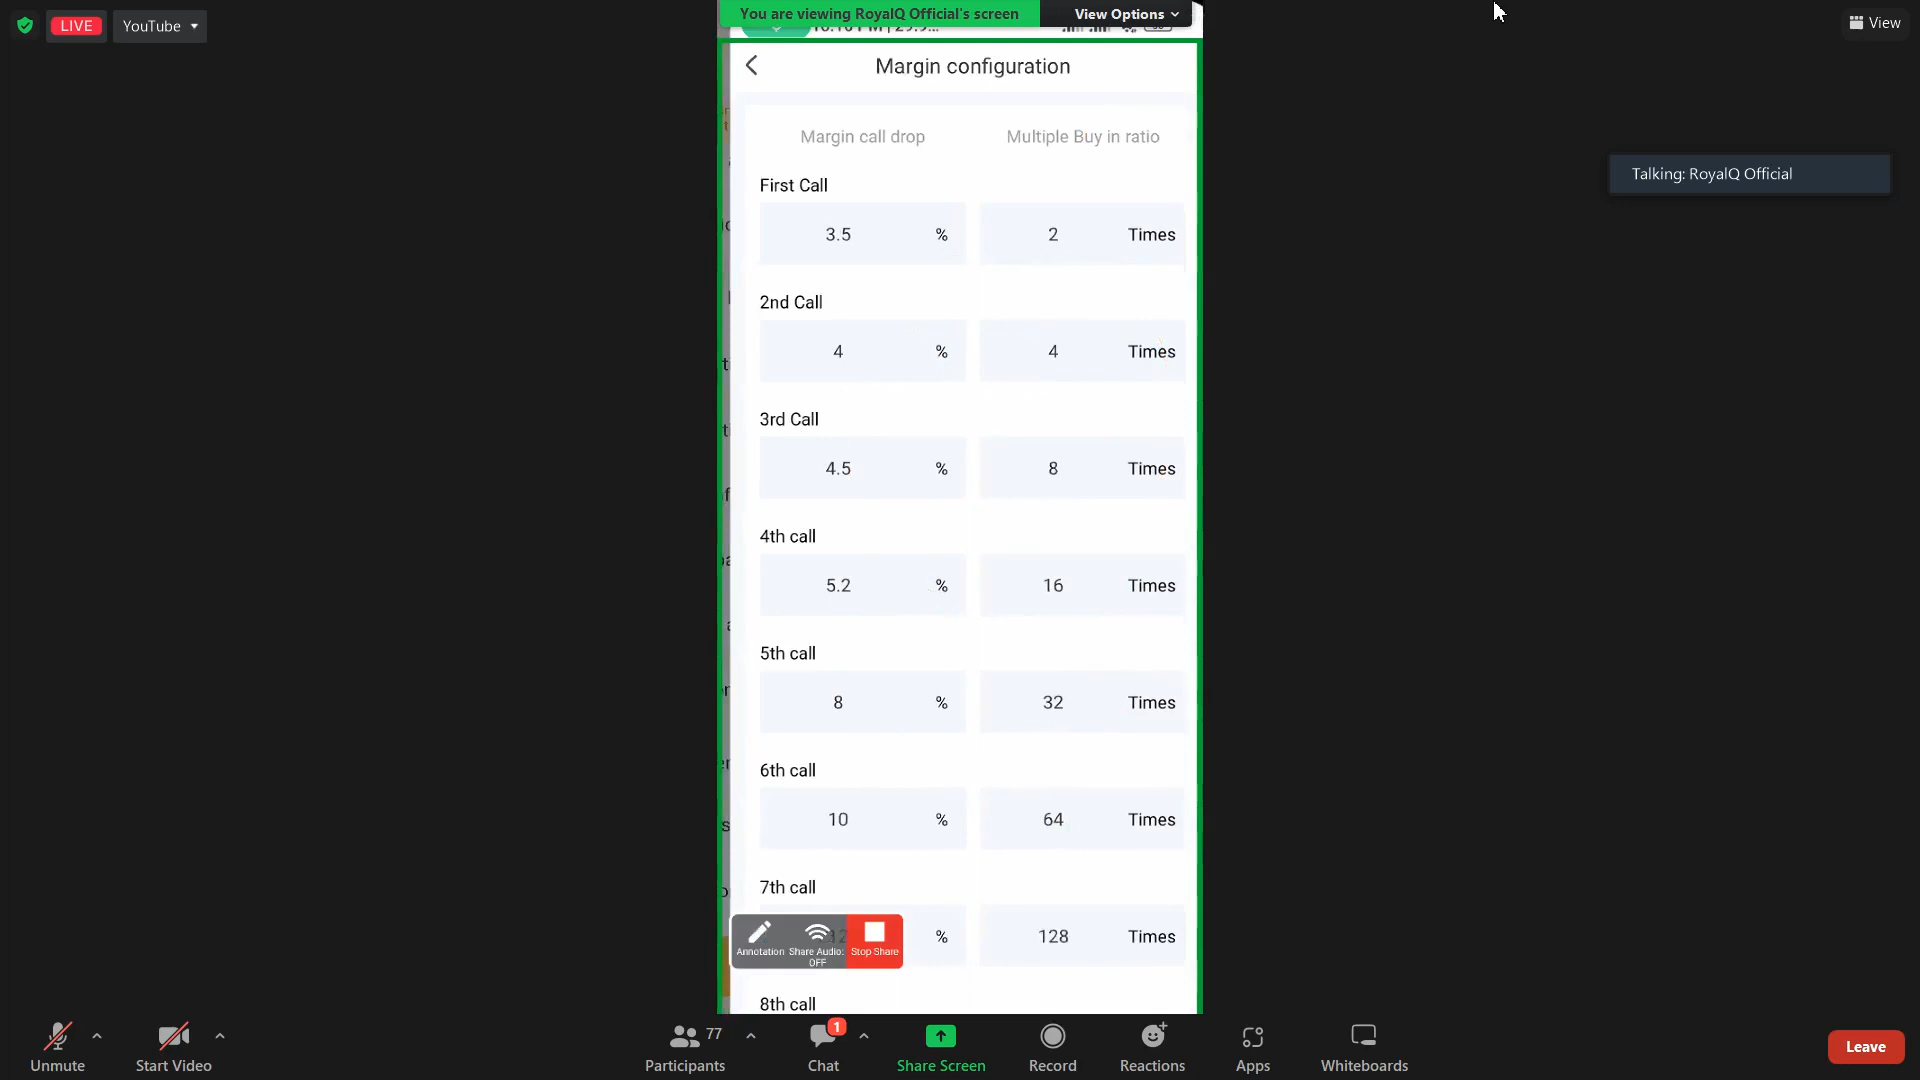 LIVE
YouTube
You are viewing RoyalQ Official's screen
View Options
View
Margin configuration
Talking: RoyalQ Official
Margin call drop Multiple Buy in ratio
First Call
3.5 % 2 Times
2nd Call
4 % 4 Times
3rd Call
4.5 % 8 Times
4th call
5.2 % 16 Times
5th call
8 % 32 Times
6th call
10 % 64 Times
7th call
% 128 Times
Annotation Share Audio: OFF Stop Share
8th call
Unmute
Start Video
77
Participants
1
Chat
Share Screen
Record
Reactions
Apps
Whiteboards
Leave